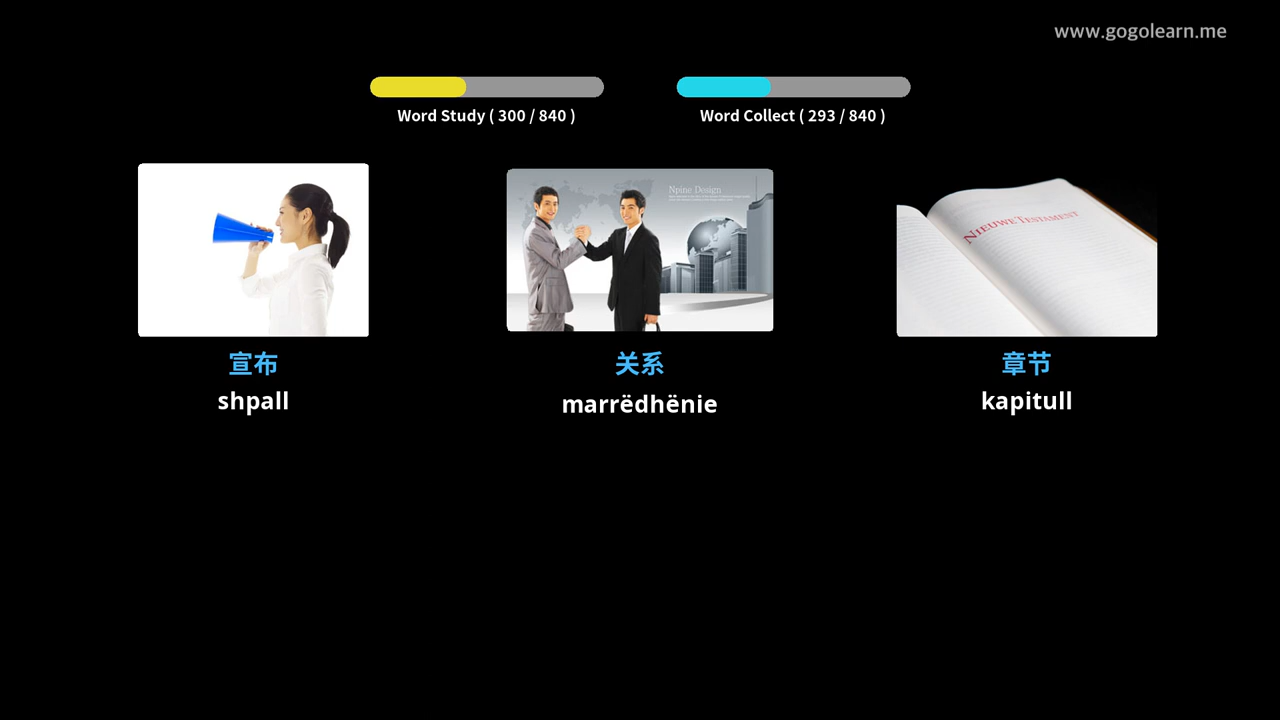 www.gogolearn.me
Word Study ( 300 / 840 )
Word Collect ( 293 / 840 )
Npine Design
NIEUWE TESTAMENT
宣布
关系
章节
shpall
marrëdhënie
kapitull